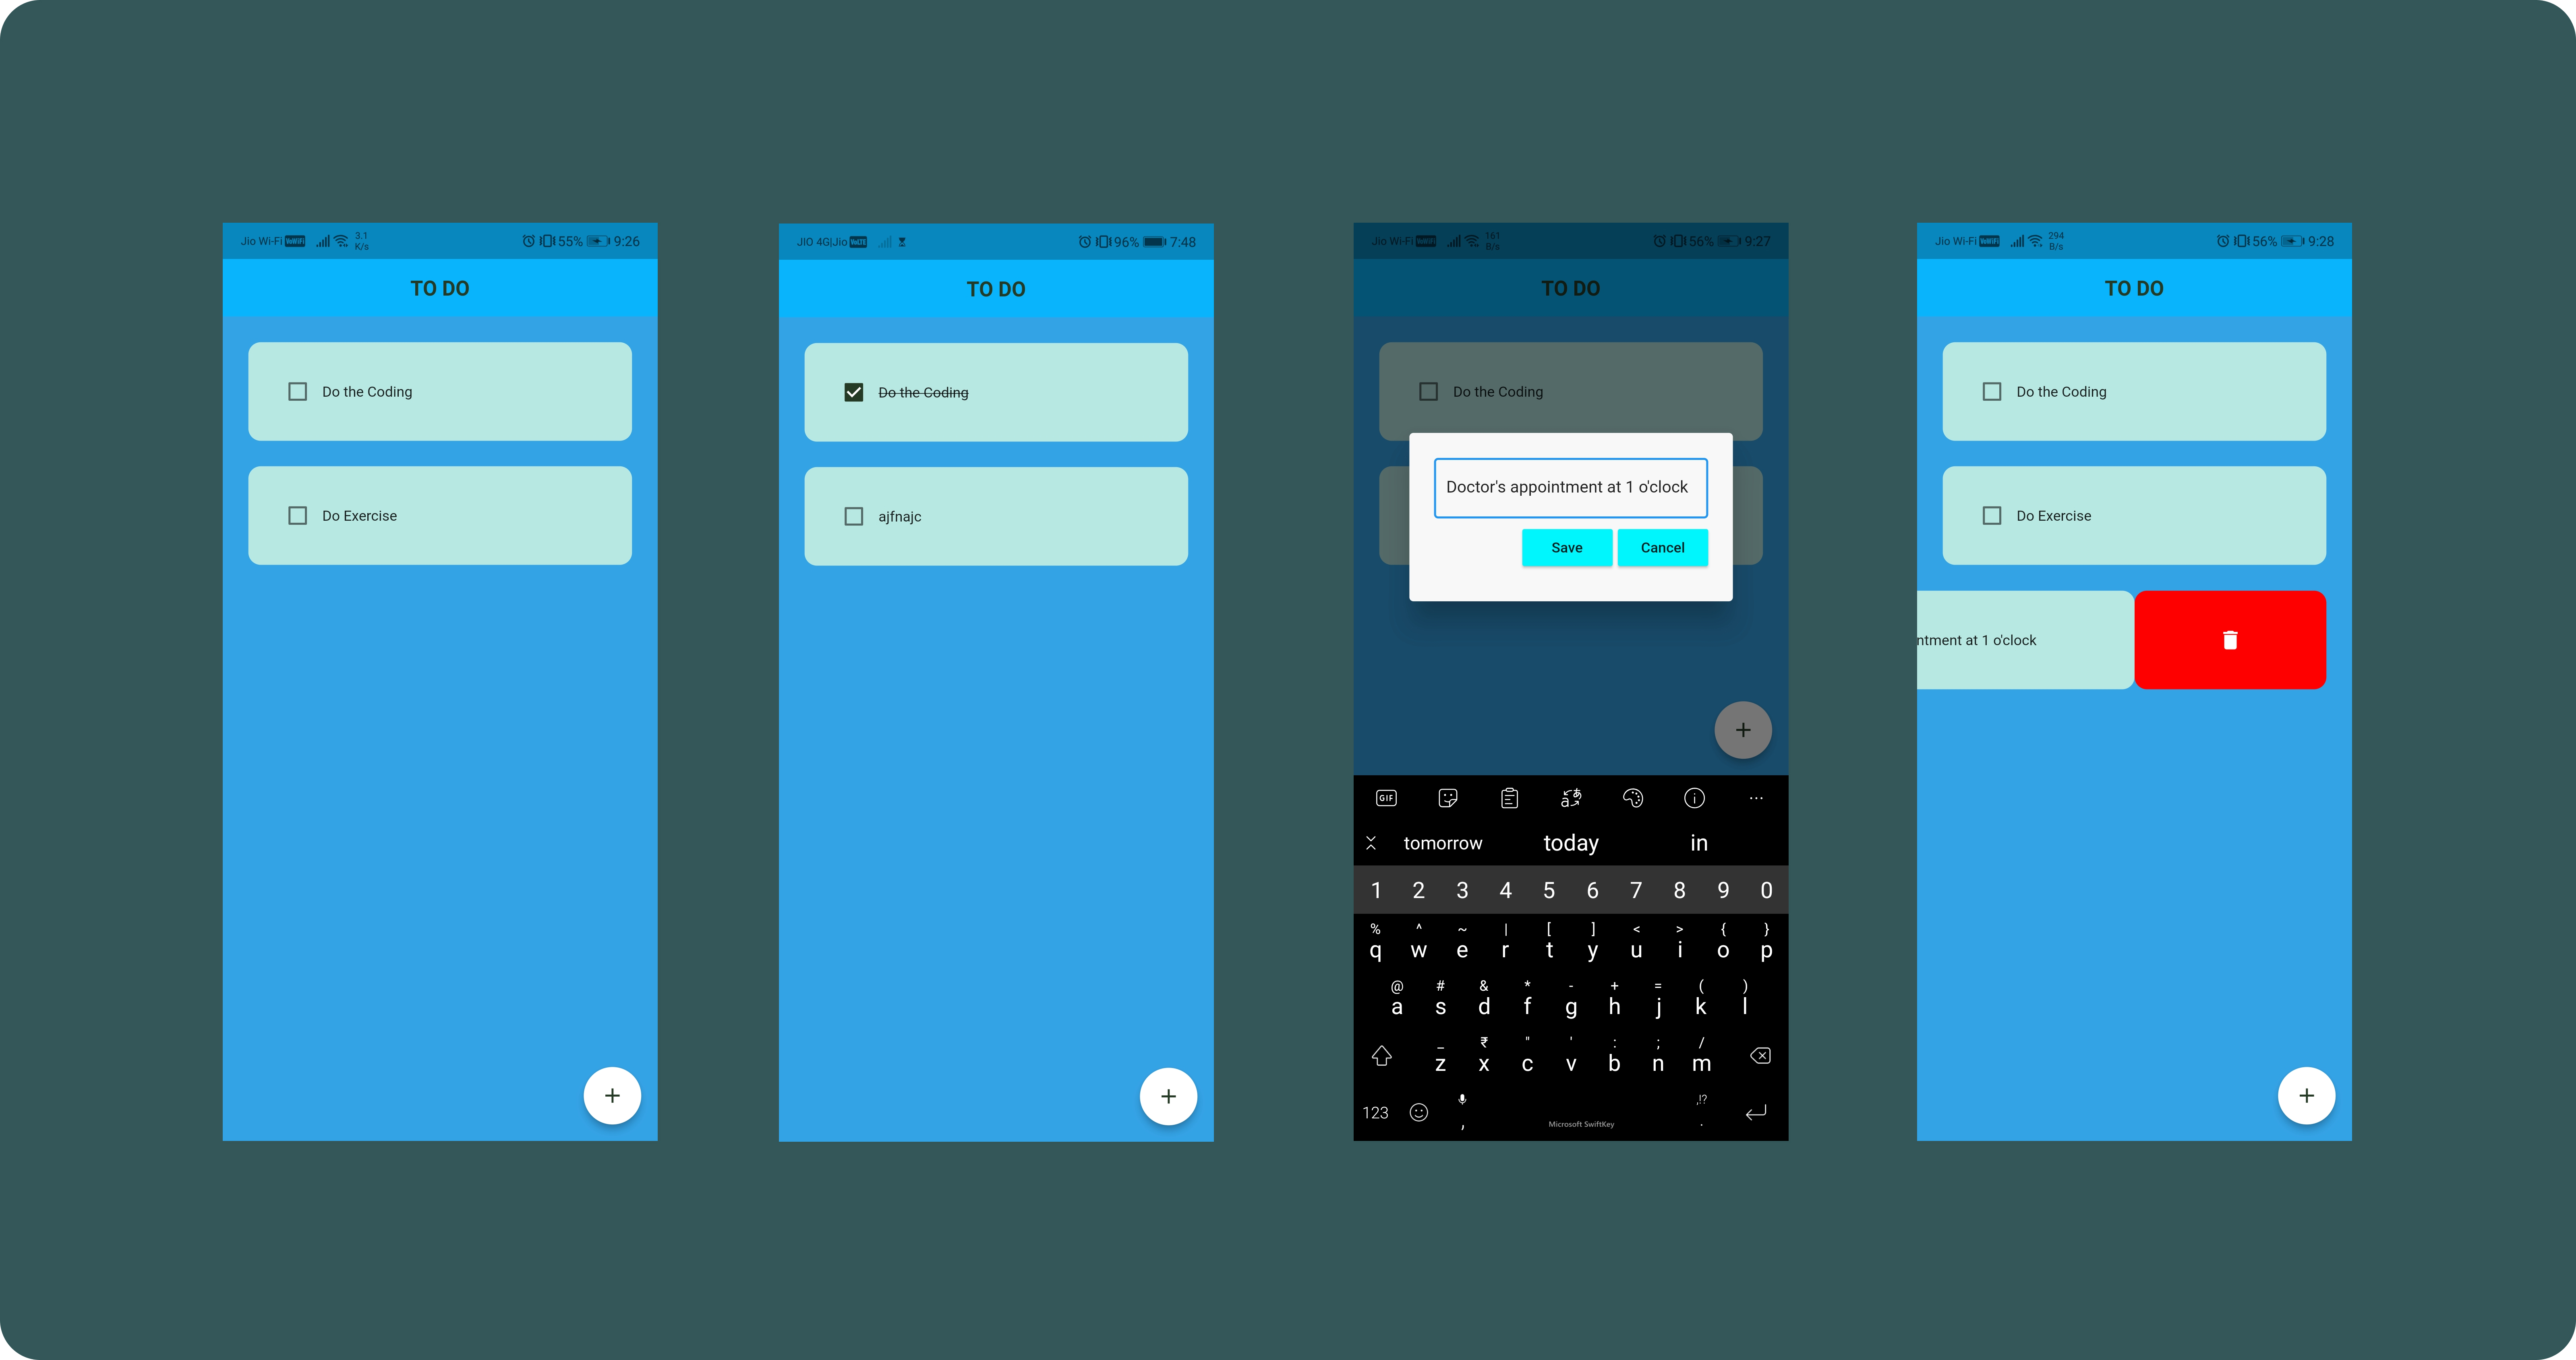 Jio Wi-Fi VoWiFi 3.1 K/s 55% 9:26
TO DO
Do the Coding
Do Exercise
JIO 4G|Jio VoLTE 96% 7:48
TO DO
Do the Coding
ajfnajc
Jio Wi-Fi VoWiFi 161 B/s 56% 9:27
TO DO
Do the Coding
Doctor's appointment at 1 o'clock
Save Cancel
GIF
tomorrow today in
1 2 3 4 5 6 7 8 9 0
% ^ ~ | [ ] < > { }
q w e r t y u i o p
@ # & * - + = ( )
a s d f g h j k l
_ ₹ " ' : ; /
z x c v b n m
,!?
123 , Microsoft SwiftKey .
Jio Wi-Fi VoWiFi 294 B/s 56% 9:28
TO DO
Do the Coding
Do Exercise
ntment at 1 o'clock